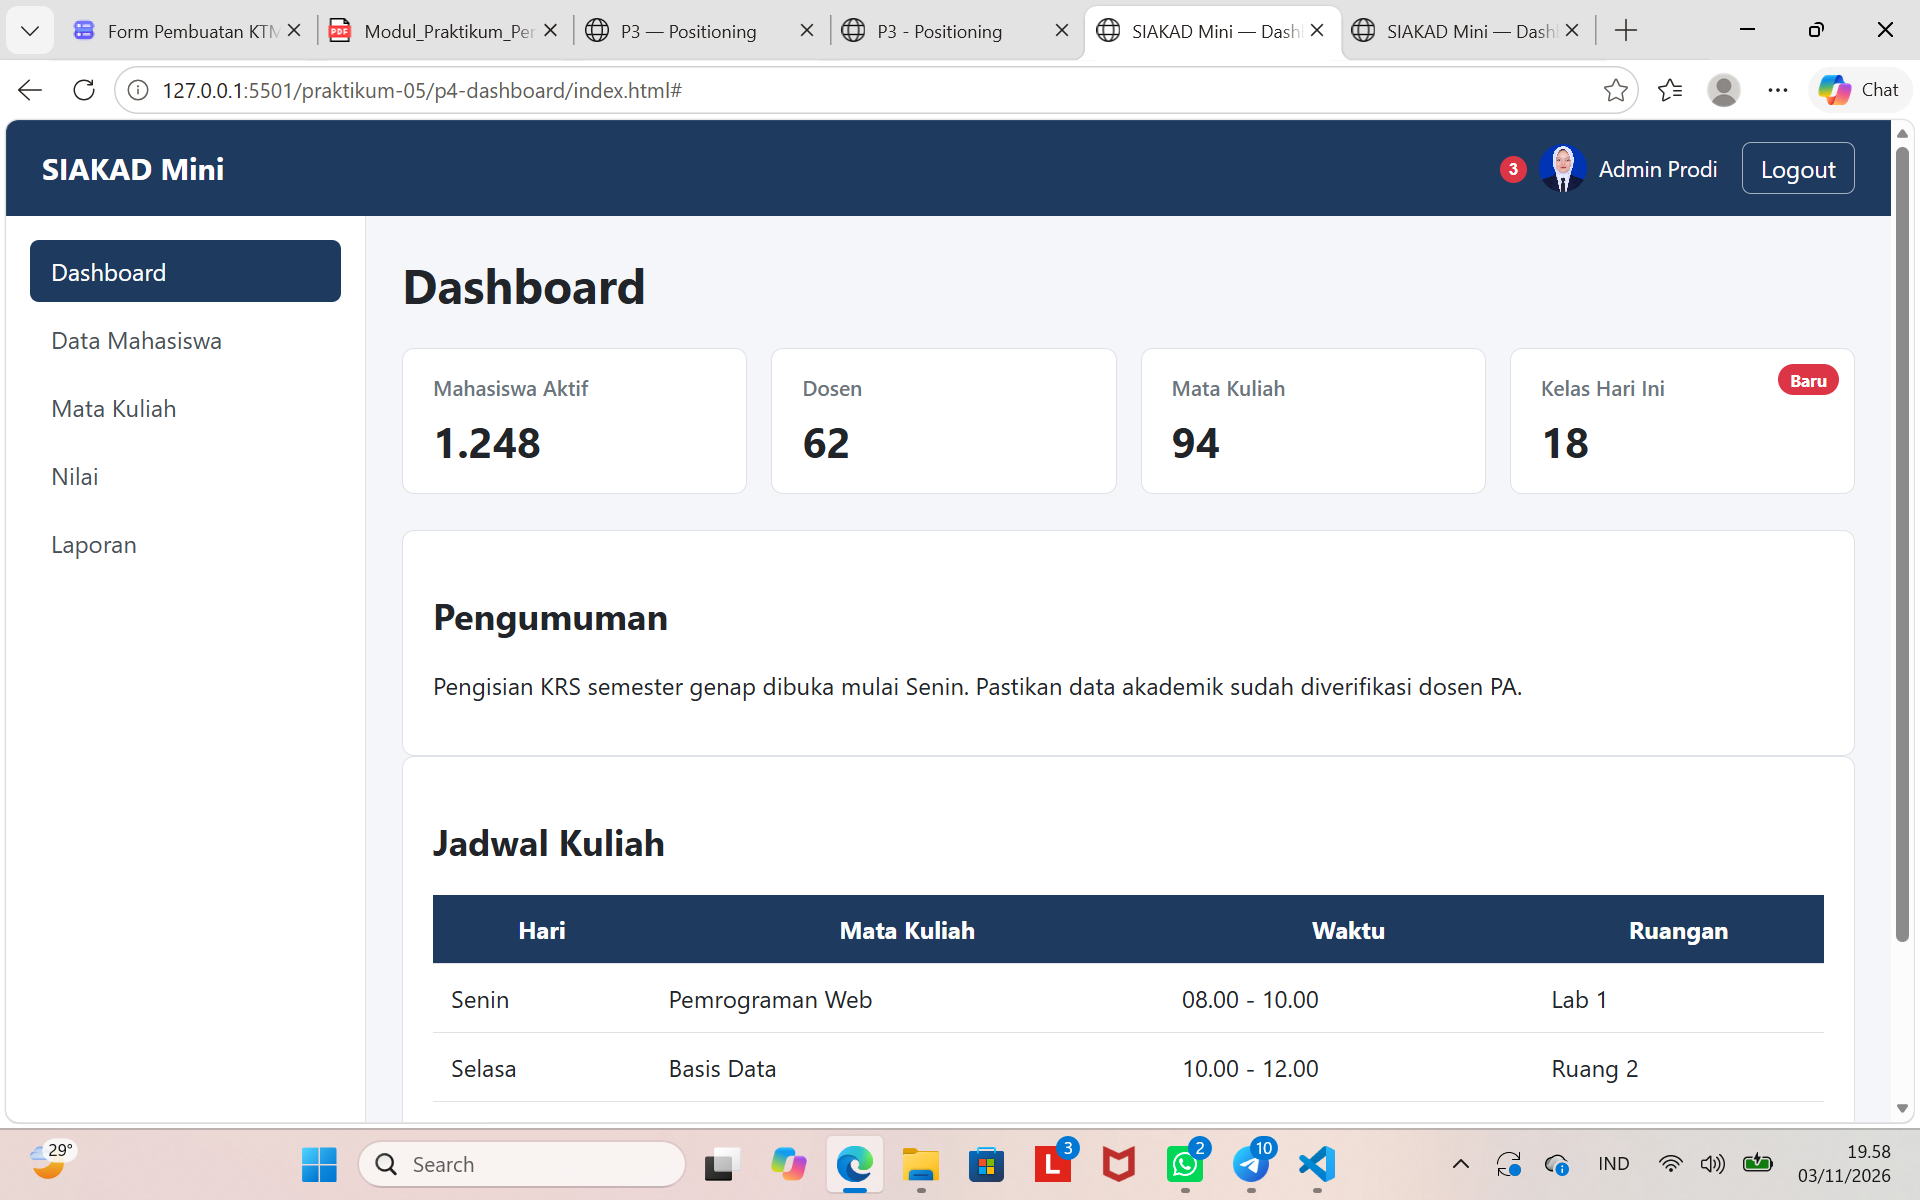 Form Pembuatan KTM
Modul_Praktikum_Per
P3 — Positioning
P3 - Positioning
SIAKAD Mini — Dash
SIAKAD Mini — Dash
127.0.0.1:5501/praktikum-05/p4-dashboard/index.html#
Chat
SIAKAD Mini
3
Admin Prodi
Logout
Dashboard
Data Mahasiswa
Mata Kuliah
Nilai
Laporan
Dashboard
Mahasiswa Aktif
1.248
Dosen
62
Mata Kuliah
94
Kelas Hari Ini
Baru
18
Pengumuman
Pengisian KRS semester genap dibuka mulai Senin. Pastikan data akademik sudah diverifikasi dosen PA.
Jadwal Kuliah
Hari Mata Kuliah Waktu Ruangan
Senin Pemrograman Web 08.00 - 10.00 Lab 1
Selasa Basis Data 10.00 - 12.00 Ruang 2
29°
Search
L
3
2
10
IND
19.58
03/11/2026